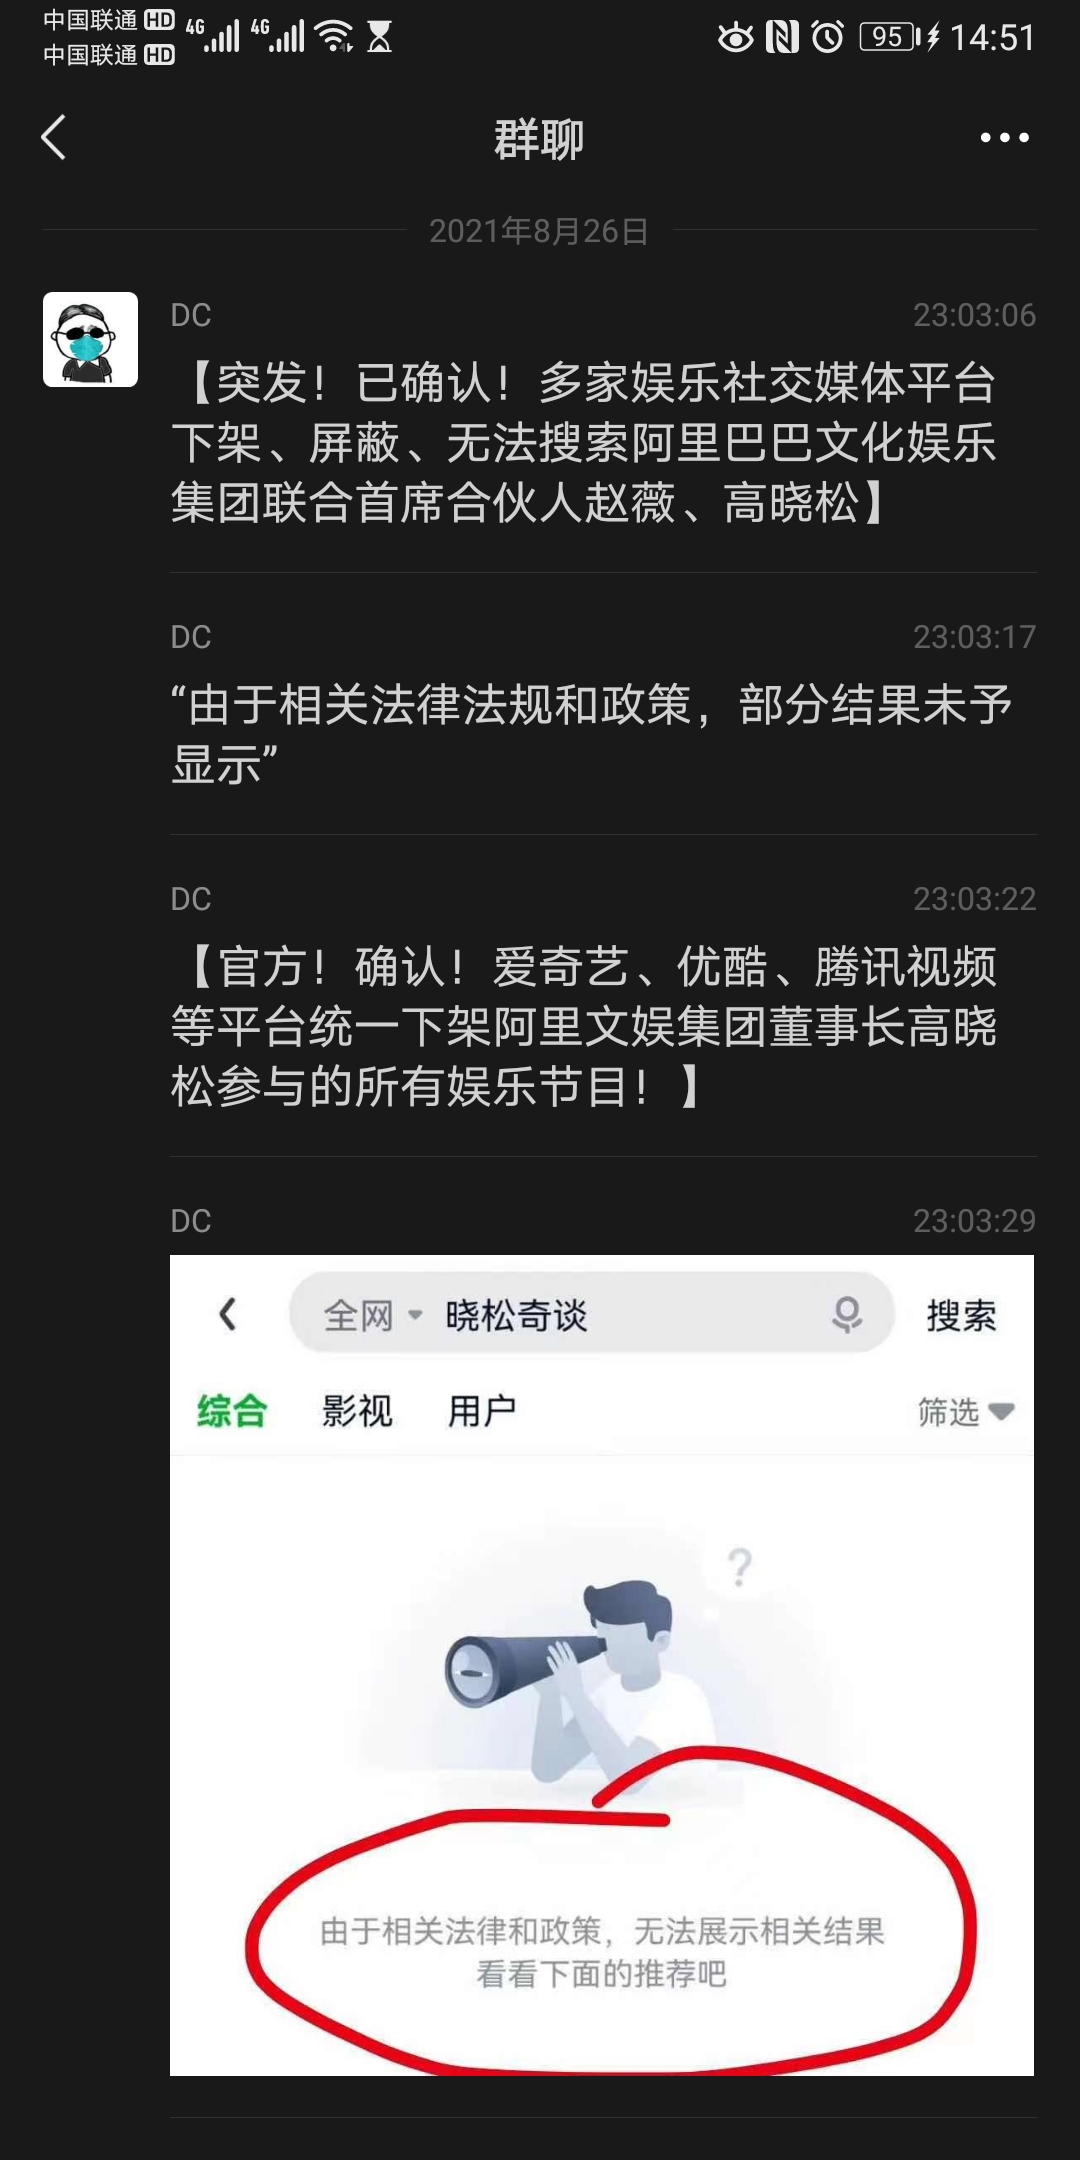 中国联通 HD 4G 4G 95 14:51
中国联通 HD
群聊
2021年8月26日
DC 23:03:06
【突发！已确认！多家娱乐社交媒体平台
下架、屏蔽、无法搜索阿里巴巴文化娱乐
集团联合首席合伙人赵薇、高晓松】
DC 23:03:17
“由于相关法律法规和政策，部分结果未予
显示”
DC 23:03:22
【官方！确认！爱奇艺、优酷、腾讯视频
等平台统一下架阿里文娱集团董事长高晓
松参与的所有娱乐节目！】
DC 23:03:29
全网 晓松奇谈 搜索
综合 影视 用户 筛选
?
由于相关法律和政策，无法展示相关结果
看看下面的推荐吧